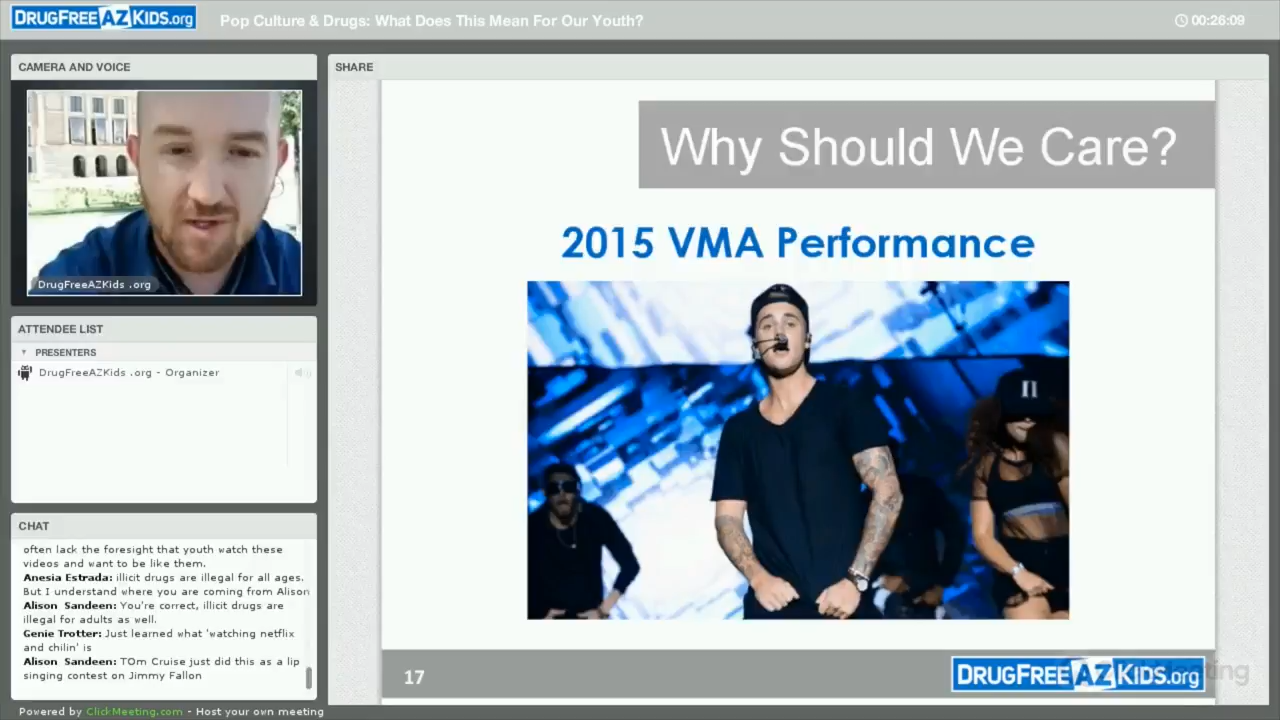 DRUGFREEAZKIDS.org
Pop Culture & Drugs: What Does This Mean For Our Youth?
00:26:09
CAMERA AND VOICE
DrugFreeAZKids .org
ATTENDEE LIST
PRESENTERS
DrugFreeAZKids .org - Organizer
CHAT
often lack the foresight that youth watch these
videos and want to be like them.
Anesia Estrada: illicit drugs are illegal for all ages.
But I understand where you are coming from Alison
Alison Sandeen: You're correct, illicit drugs are
illegal for adults as well.
Genie Trotter: Just learned what 'watching netflix
and chilin' is
Alison Sandeen: TOm Cruise just did this as a lip
singing contest on Jimmy Fallon
Powered by ClickMeeting.com - Host your own meeting
SHARE
Why Should We Care?
2015 VMA Performance
17
DRUGFREEAZKIDS.org